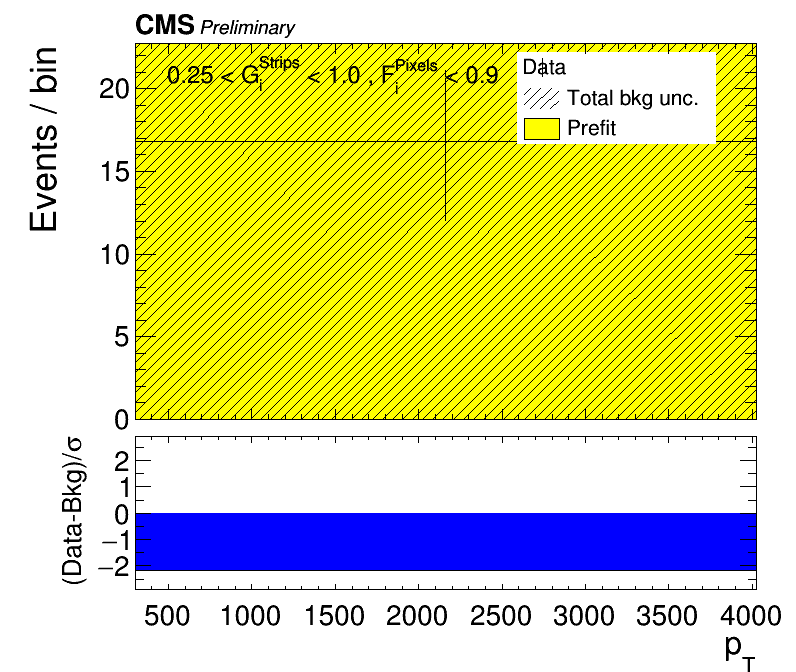 CMS Preliminary
Events / bin
0.25 < G_i^Strips < 1.0 , F_i^Pixels < 0.9
Data
Total bkg unc.
Prefit
20
15
10
5
0
(Data-Bkg)/σ
2
1
0
−1
−2
500 1000 1500 2000 2500 3000 3500 4000
p_T